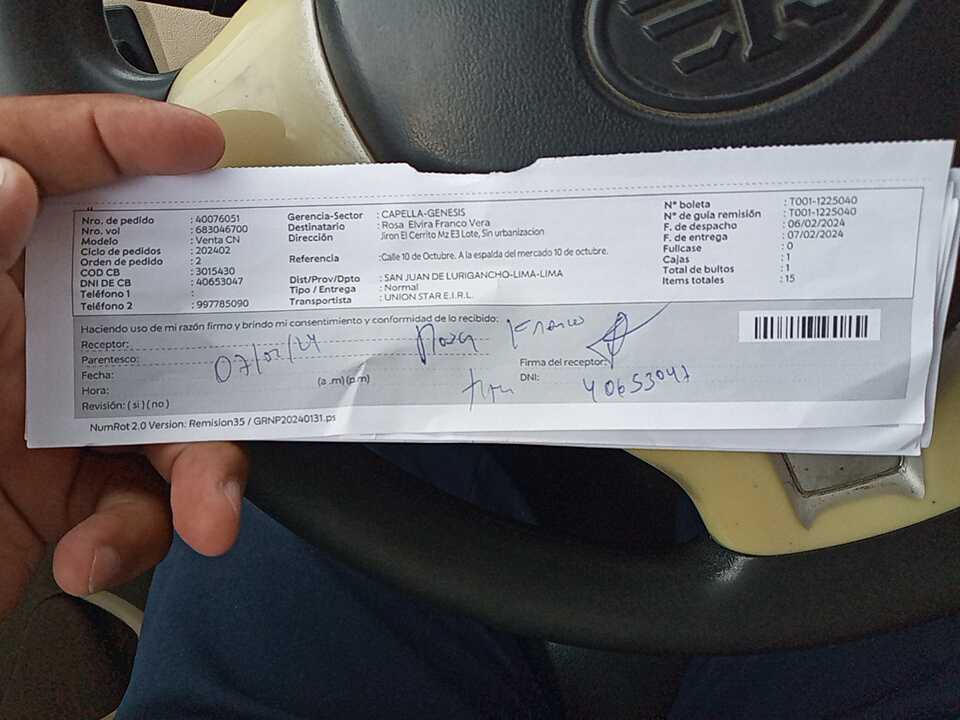 Nro. de pedido : 40076051
Nro. vol : 683046700
Modelo : Venta CN
Ciclo de pedidos : 202402
Orden de pedido : 2
COD CB : 3015430
DNI DE CB : 40653047
Teléfono 1 :
Teléfono 2 : 997785090
Gerencia-Sector : CAPELLA-GENESIS
Destinatario : Rosa Elvira Franco Vera
Dirección Jiron El Cerrito Mz E3 Lote, Sin urbanizacion
Referencia :Calle 10 de Octubre. A la espalda del mercado 10 de octubre.
Dist/Prov/Dpto : SAN JUAN DE LURIGANCHO-LIMA-LIMA
Tipo / Entrega : Normal
Transportista : UNION STAR E.I.R.L.
N° boleta : T001-1225040
N° de guía remisión : T001-1225040
F. de despacho : 06/02/2024
F. de entrega : 07/02/2024
Fullcase : 0
Cajas : 1
Total de bultos : 1
Items totales : 15
Haciendo uso de mi razón firmo y brindo mi consentimiento y conformidad de lo recibido:
Receptor: Rosa Franco
Parentesco: Firma del receptor:
Fecha: 07/02/24
Hora: (a .m) (p.m) DNI: 40653047
Revisión: ( si ) ( no )
NumRot 2.0 Version: Remision35 / GRNP20240131.ps